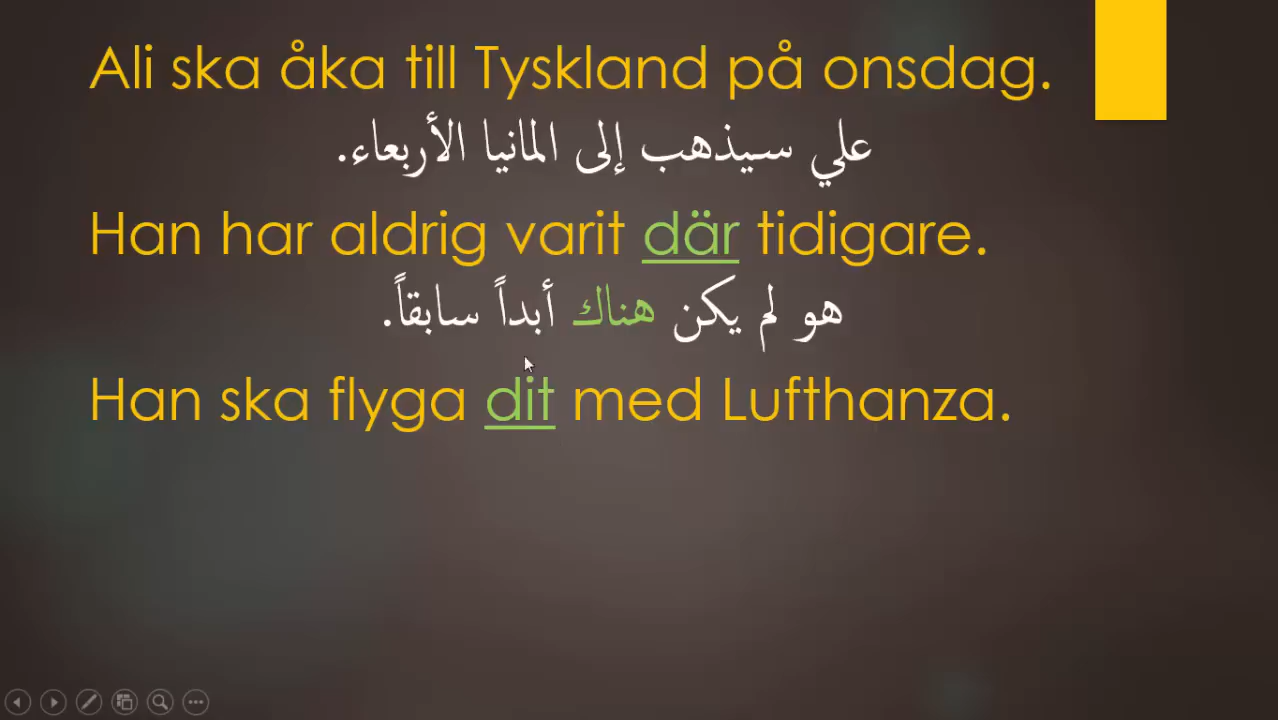 Ali ska åka till Tyskland på onsdag.
علي سيذهب إلى المانيا الأربعاء.
Han har aldrig varit där tidigare.
هو لم يكن هناك أبداً سابقاً.
Han ska flyga dit med Lufthanza.